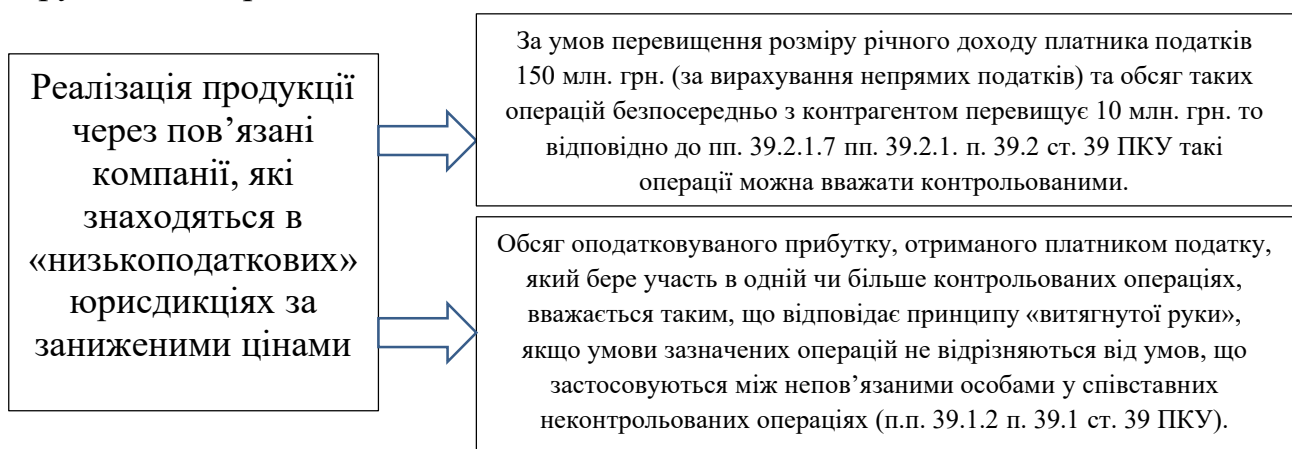 Реалізація продукції
через пов’язані
компанії, які
знаходяться в
«низькоподаткових»
юрисдикціях за
заниженими цінами
За умов перевищення розміру річного доходу платника податків
150 млн. грн. (за вирахування непрямих податків) та обсяг таких
операцій безпосередньо з контрагентом перевищує 10 млн. грн. то
відповідно до пп. 39.2.1.7 пп. 39.2.1. п. 39.2 ст. 39 ПКУ такі
операції можна вважати контрольованими.
Обсяг оподатковуваного прибутку, отриманого платником податку,
який бере участь в одній чи більше контрольованих операціях,
вважається таким, що відповідає принципу «витягнутої руки»,
якщо умови зазначених операцій не відрізняються від умов, що
застосовуються між непов’язаними особами у співставних
неконтрольованих операціях (п.п. 39.1.2 п. 39.1 ст. 39 ПКУ).